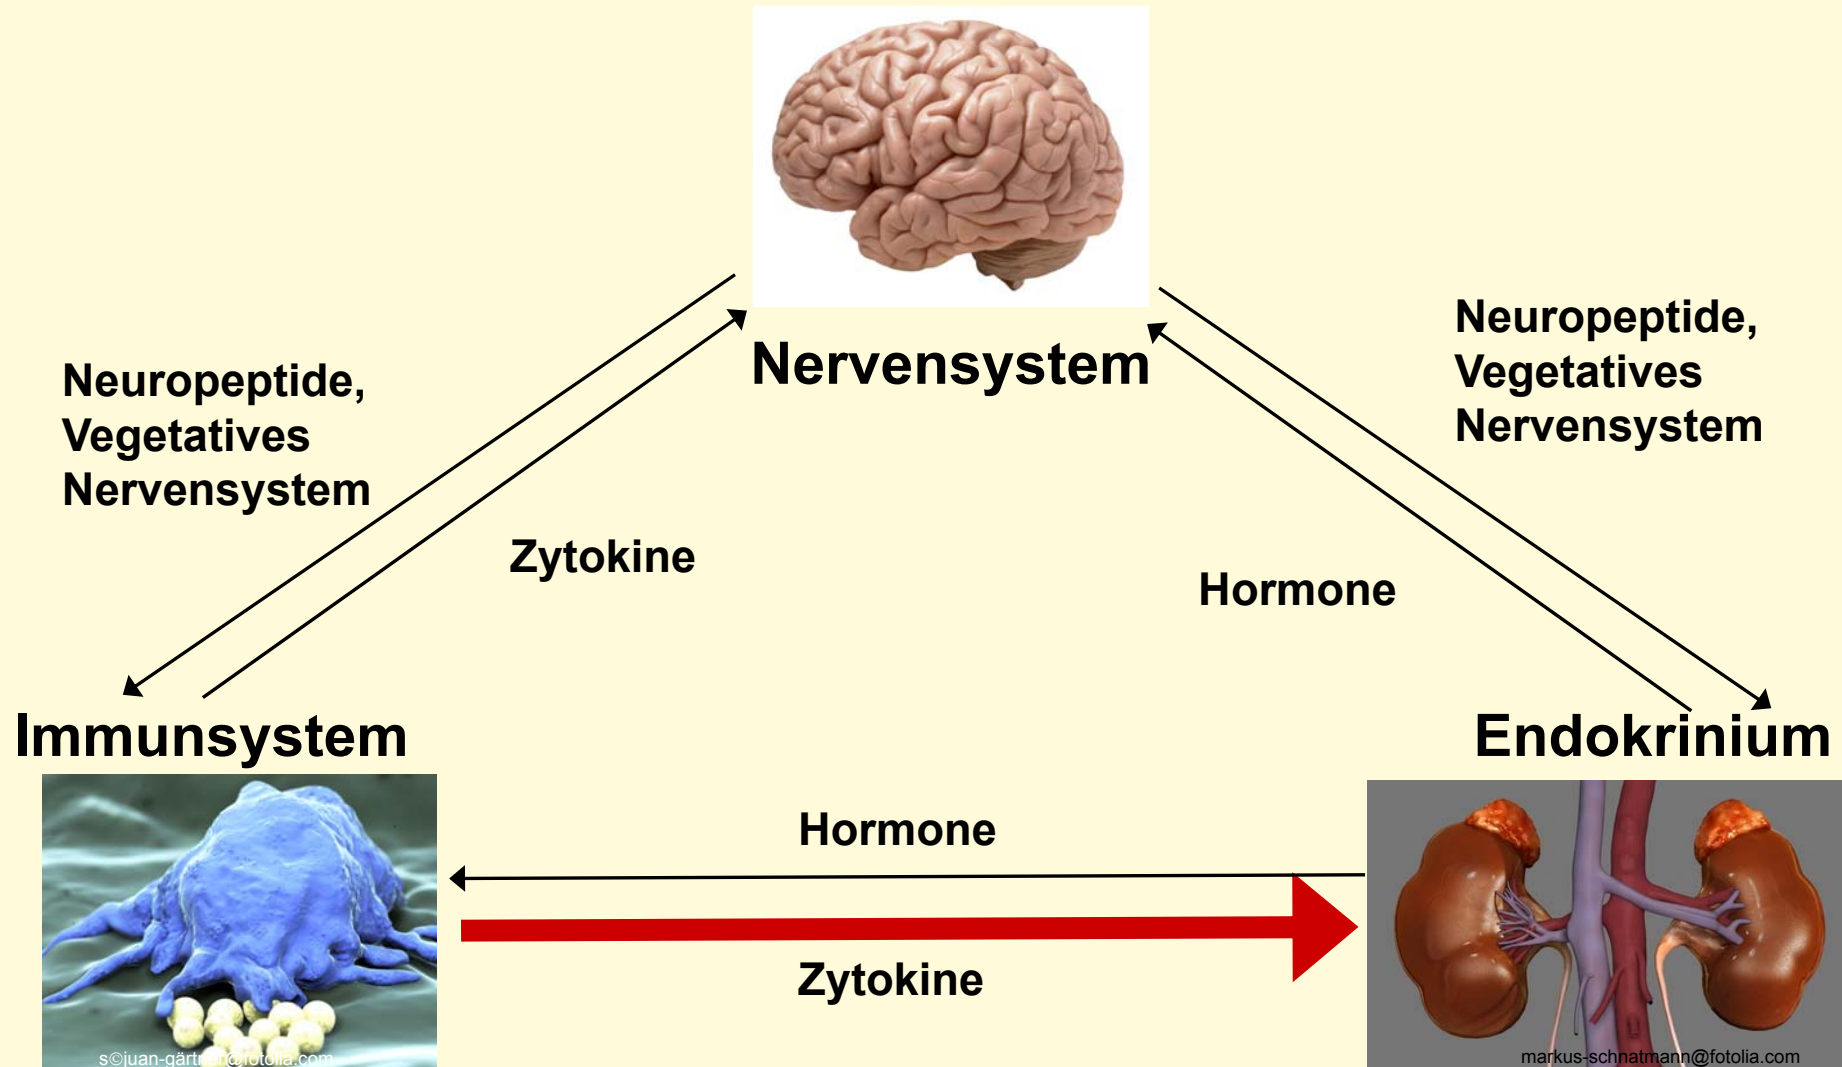 Nervensystem
Neuropeptide,
Vegetatives
Nervensystem
Neuropeptide,
Vegetatives
Nervensystem
Zytokine
Hormone
Immunsystem
Endokrinium
Hormone
Zytokine
markus-schnatmann@fotolia.com